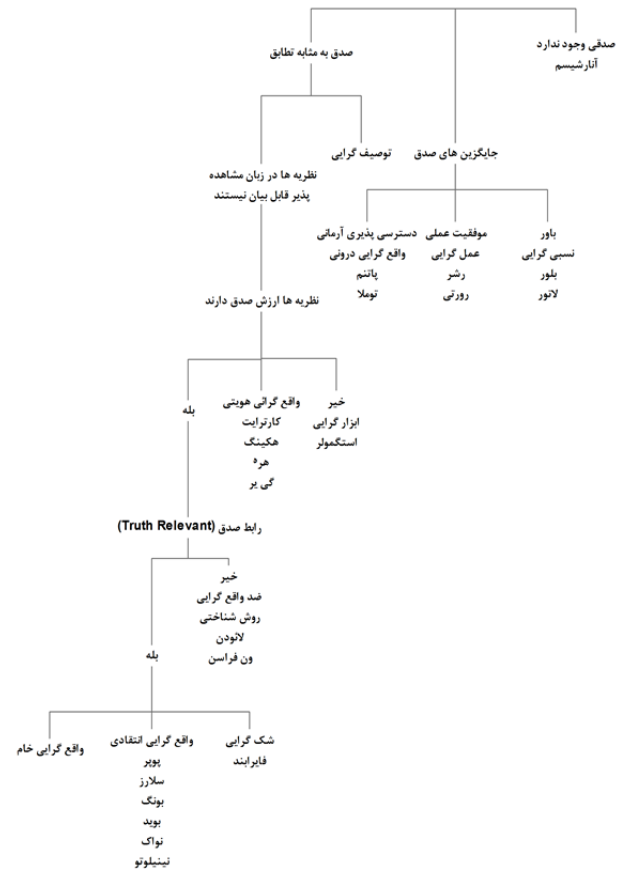 صدقی وجود ندارد
آنارشیسم
صدق به مثابه تطابق
جایگزین های صدق
توصیف گرایی
نظریه ها در زبان مشاهده
پذیر قابل بیان نیستند
باور
نسبی گرایی
بلور
لاتور
موفقیت عملی
عمل گرایی
رشر
رورتی
دسترسی پذیری آرمانی
واقع گرایی درونی
پاتنم
توملا
نظریه ها ارزش صدق دارند
خیر
ابزار گرایی
استگمولر
واقع گرائی هویتی
کارترایت
هکینگ
هره
گی یر
بله
رابط صدق (Truth Relevant)
خیر
ضد واقع گرایی
روش شناختی
لائودن
ون فراسن
بله
شک گرایی
فایرابند
واقع گرایی انتقادی
پوپر
سلارز
بونگ
بوید
نواک
نینیلوتو
واقع گرایی خام